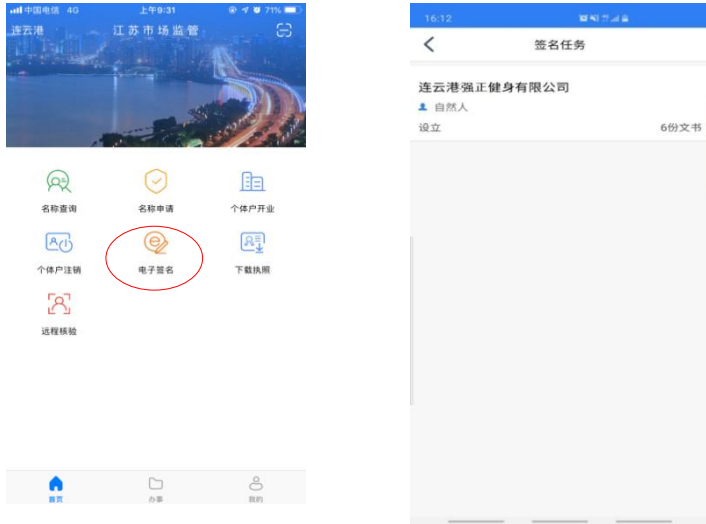 中国电信 4G 上午9:31 71%
连云港 江苏市场监管
名称查询 名称申请 个体户开业
个体户注销 电子签名 下载执照
远程核验
首页 办事 我的
16:12
签名任务
连云港强正健身有限公司
自然人
设立 6份文书